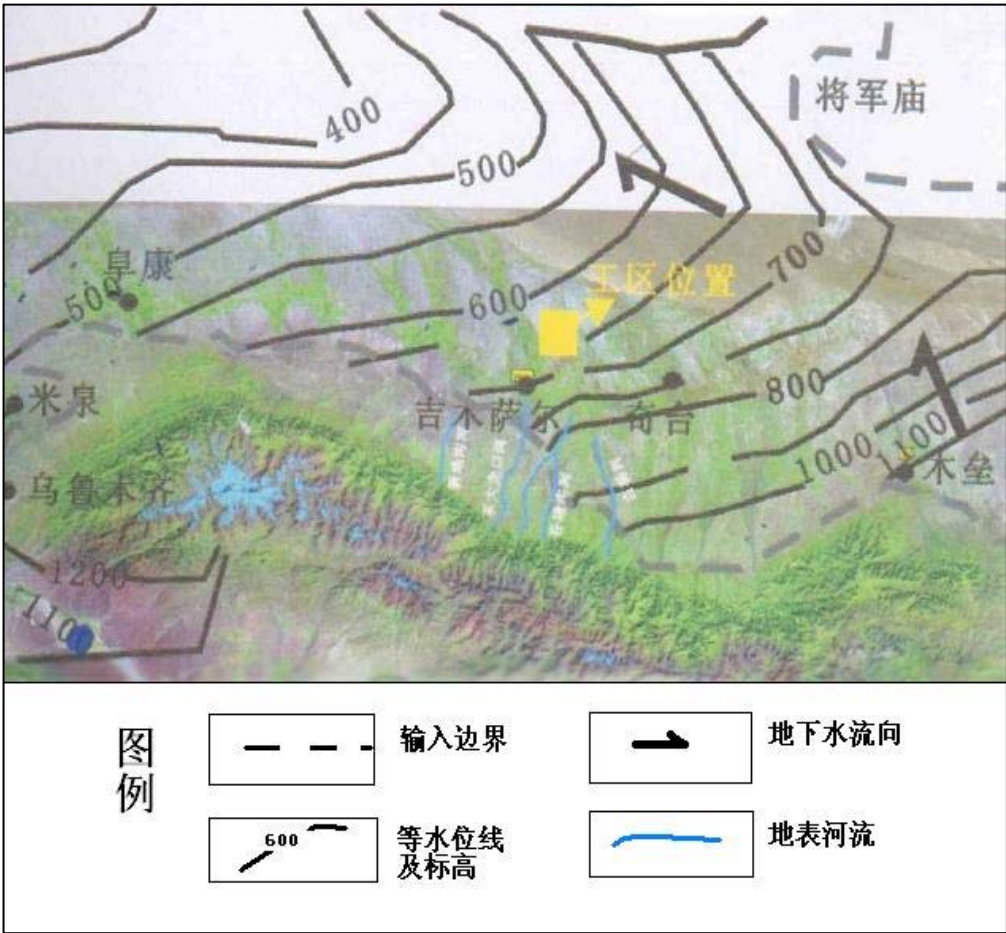 400
将军庙
500
700
阜康
工区位置
500
600
800
米泉
吉木萨尔
奇台
1000
1100
木垒
乌鲁木齐
1200
110
图例
输入边界
地下水流向
600
等水位线
及标高
地表河流